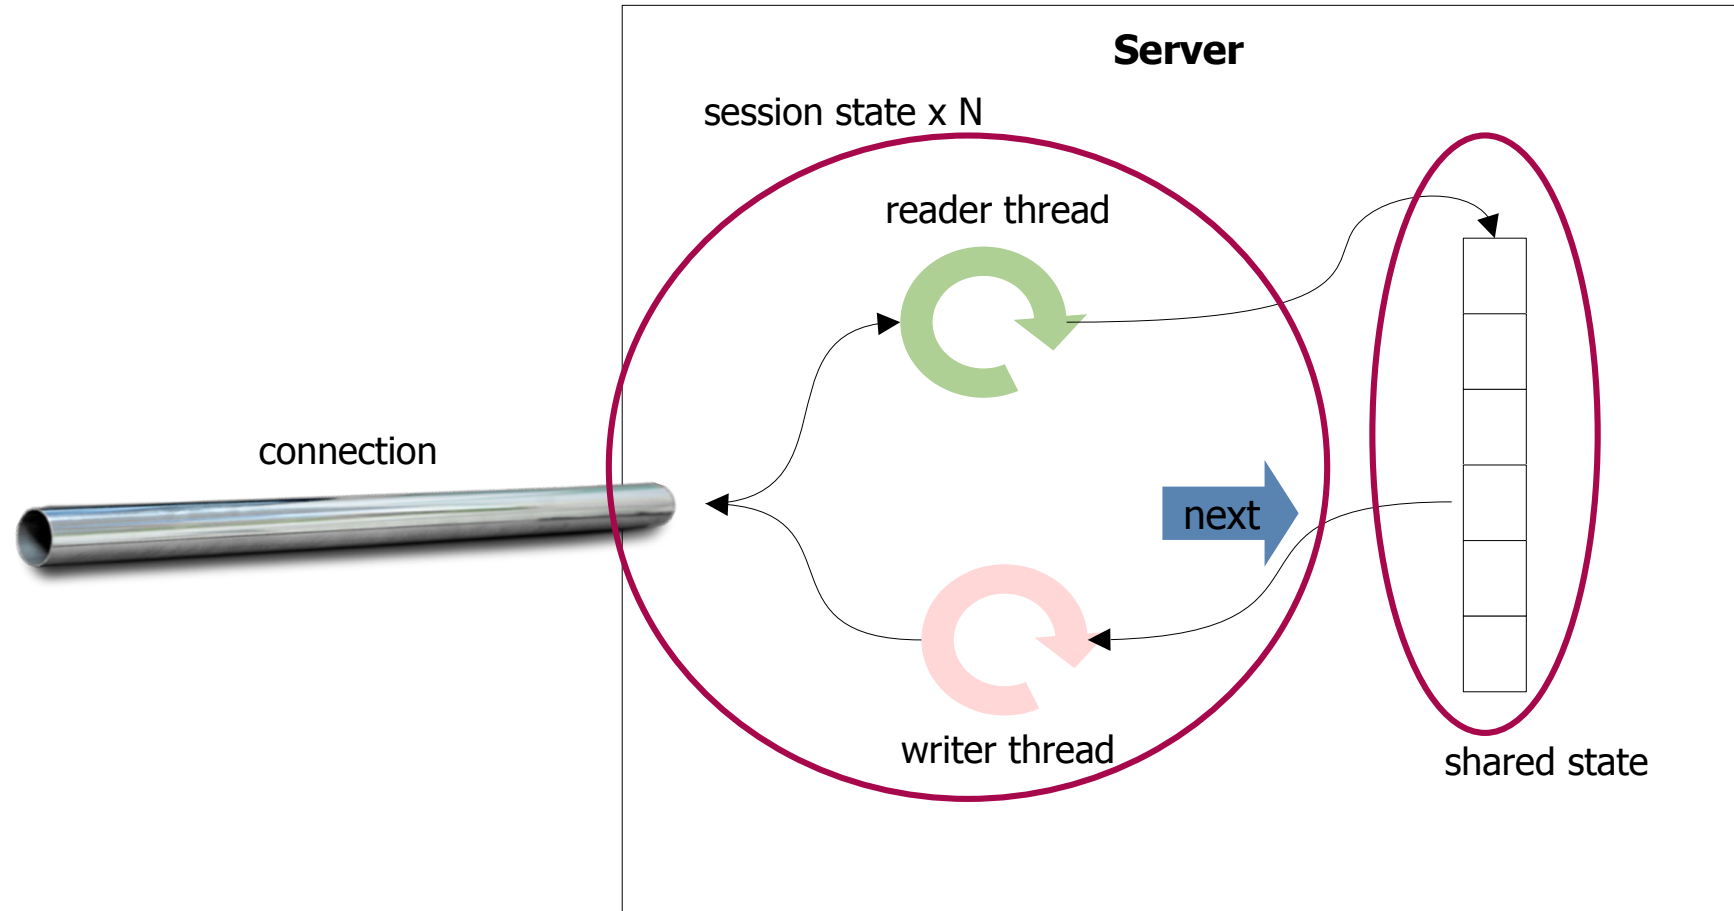 Server
session state x N
reader thread
connection
next
writer thread
shared state